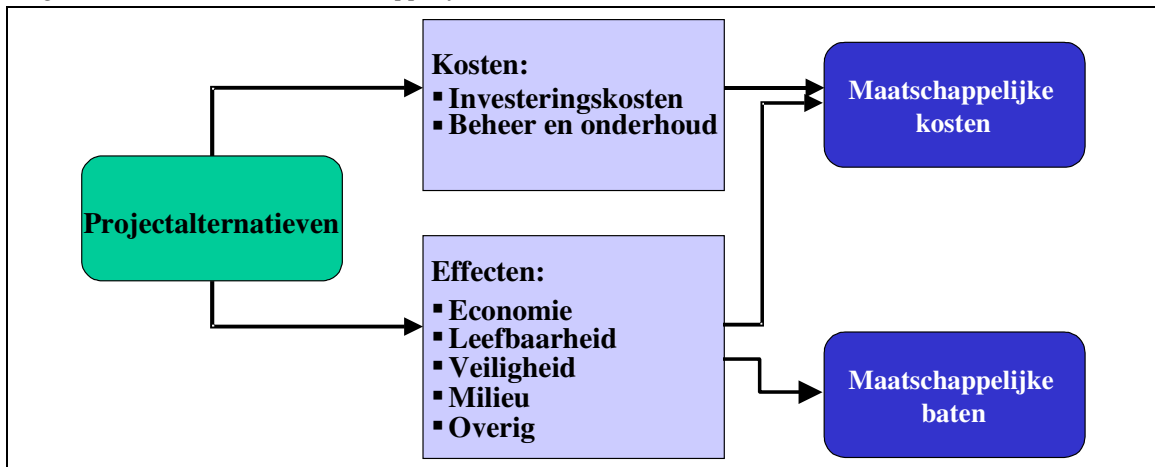 Projectalternatieven
Kosten:
▪ Investeringskosten
▪ Beheer en onderhoud
Effecten:
▪ Economie
▪ Leefbaarheid
▪ Veiligheid
▪ Milieu
▪ Overig
Maatschappelijke
kosten
Maatschappelijke
baten